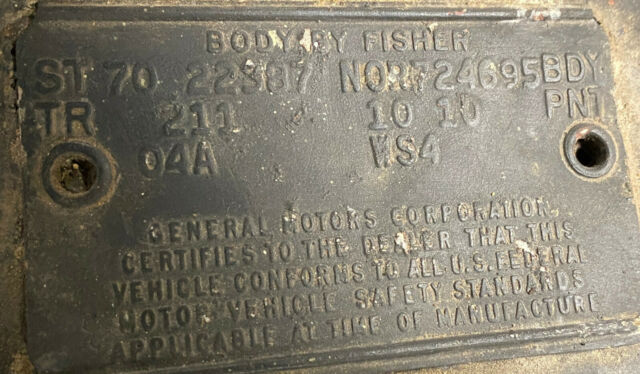 BODY BY FISHER
ST 70 22387 NOR 724695 BDY
TR 211 10 10 PNT
04A WS4
GENERAL MOTORS CORPORATION
CERTIFIES TO THE DEALER THAT THIS
VEHICLE CONFORMS TO ALL U.S. FEDERAL
MOTOR VEHICLE SAFETY STANDARDS
APPLICABLE AT TIME OF MANUFACTURE